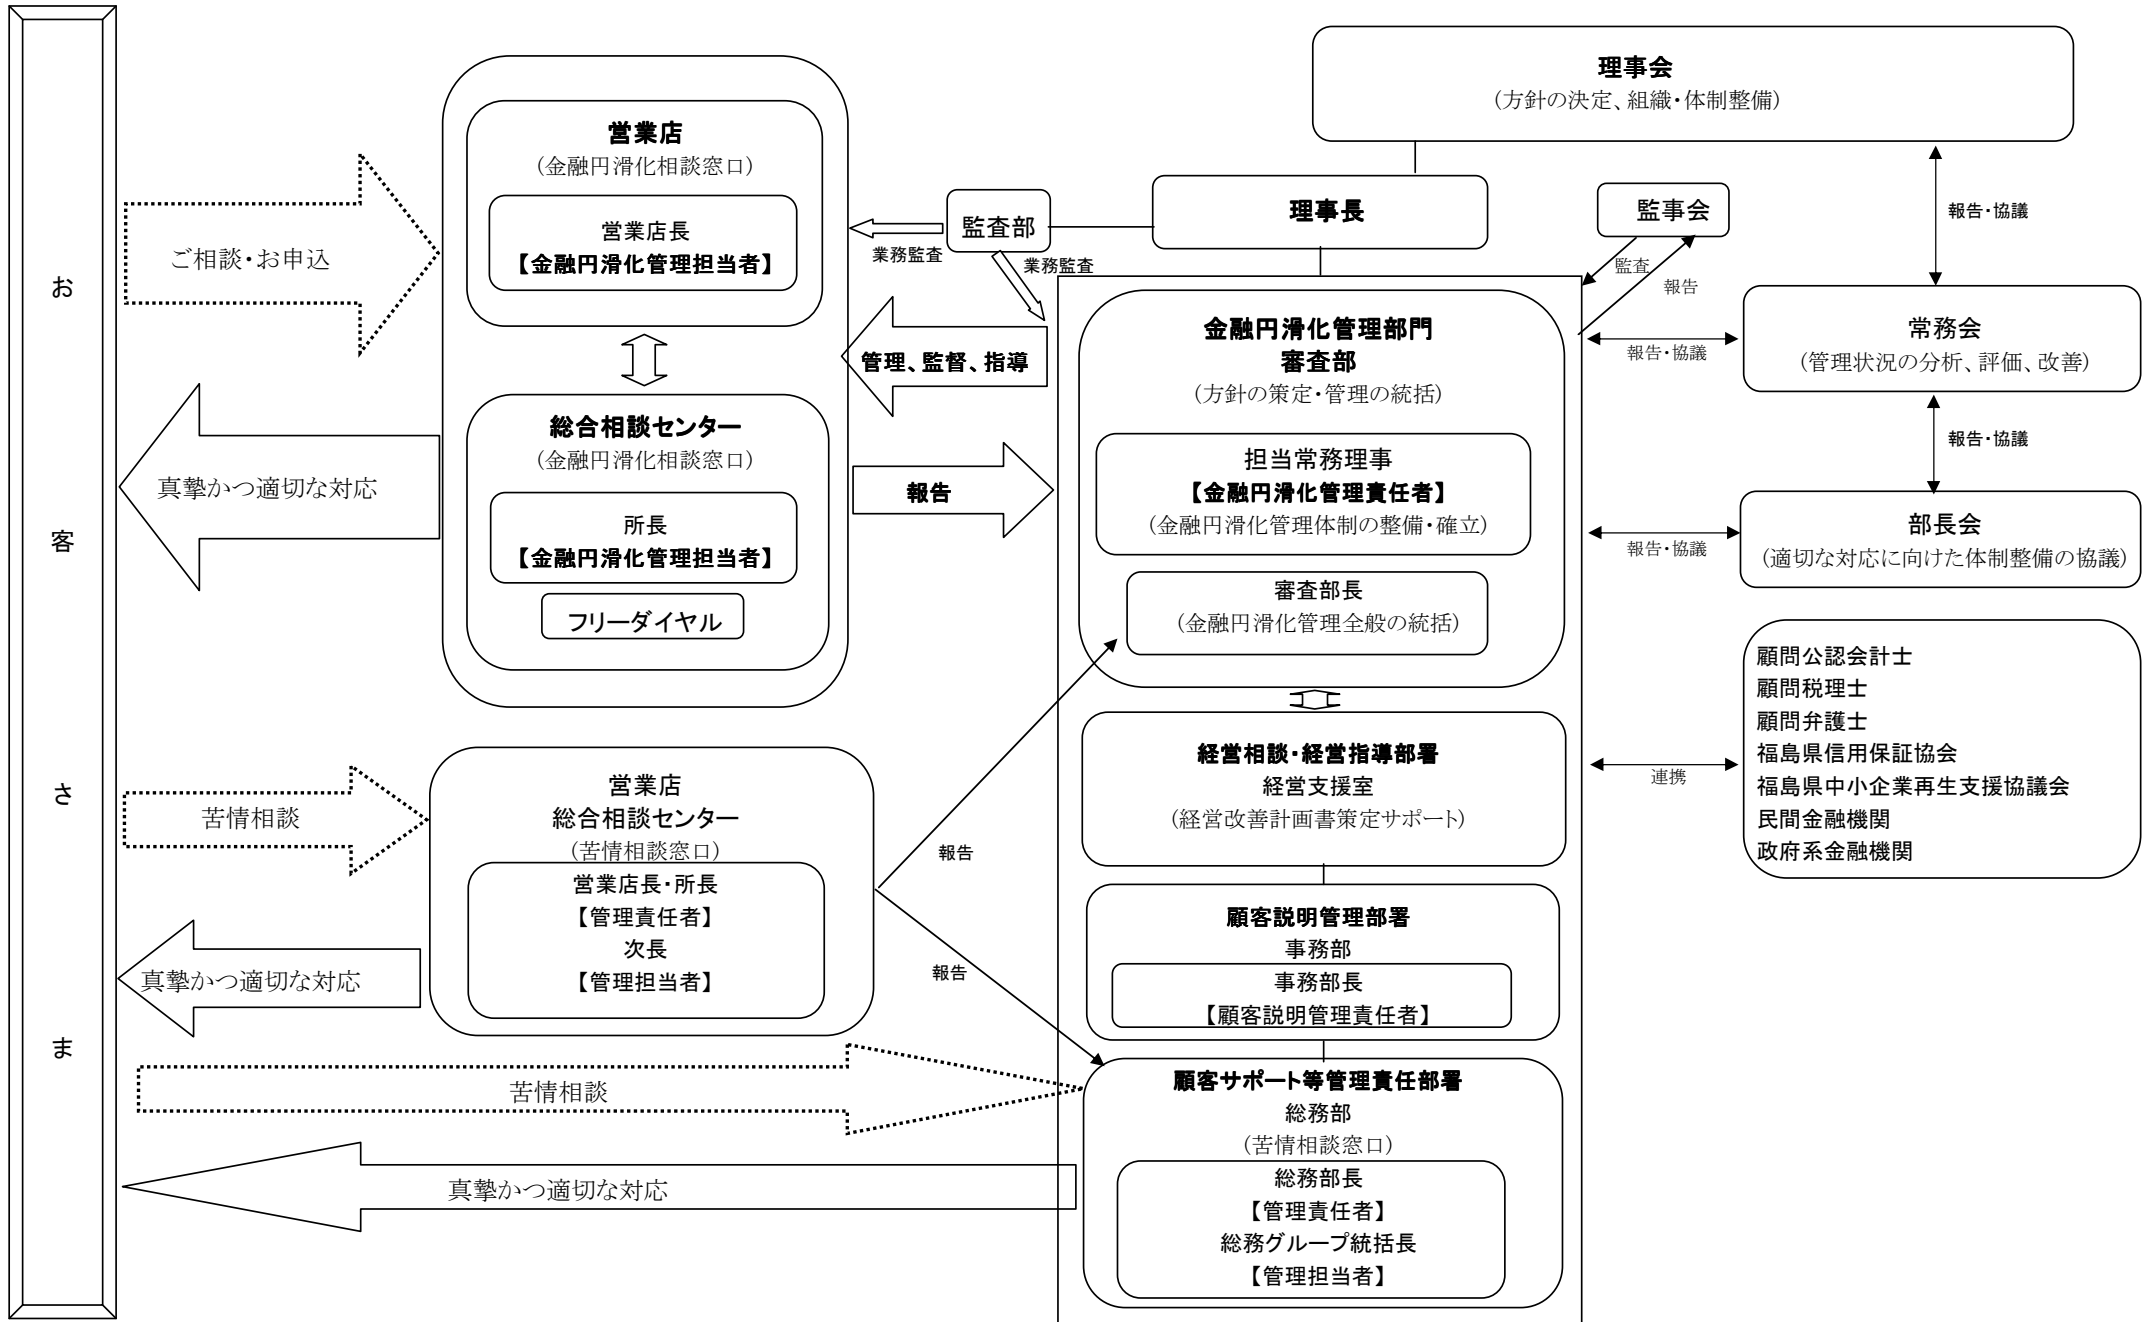 お
客
さ
ま
ご相談・お申込
真摯かつ適切な対応
苦情相談
真摯かつ適切な対応
苦情相談
真摯かつ適切な対応
営業店
(金融円滑化相談窓口)
営業店長
【金融円滑化管理担当者】
総合相談センター
(金融円滑化相談窓口)
所長
【金融円滑化管理担当者】
フリーダイヤル
営業店
総合相談センター
(苦情相談窓口)
営業店長・所長
【管理責任者】
次長
【管理担当者】
監査部
業務監査
業務監査
管理、監督、指導
報告
報告
報告
理事会
(方針の決定、組織・体制整備)
理事長
監事会
監査
報告
金融円滑化管理部門
審査部
(方針の策定・管理の統括)
担当常務理事
【金融円滑化管理責任者】
(金融円滑化管理体制の整備・確立)
審査部長
(金融円滑化管理全般の統括)
経営相談・経営指導部署
経営支援室
(経営改善計画書策定サポート)
顧客説明管理部署
事務部
事務部長
【顧客説明管理責任者】
顧客サポート等管理責任部署
総務部
(苦情相談窓口)
総務部長
【管理責任者】
総務グループ統括長
【管理担当者】
報告・協議
常務会
(管理状況の分析、評価、改善)
報告・協議
報告・協議
部長会
(適切な対応に向けた体制整備の協議)
報告・協議
連携
顧問公認会計士
顧問税理士
顧問弁護士
福島県信用保証協会
福島県中小企業再生支援協議会
民間金融機関
政府系金融機関